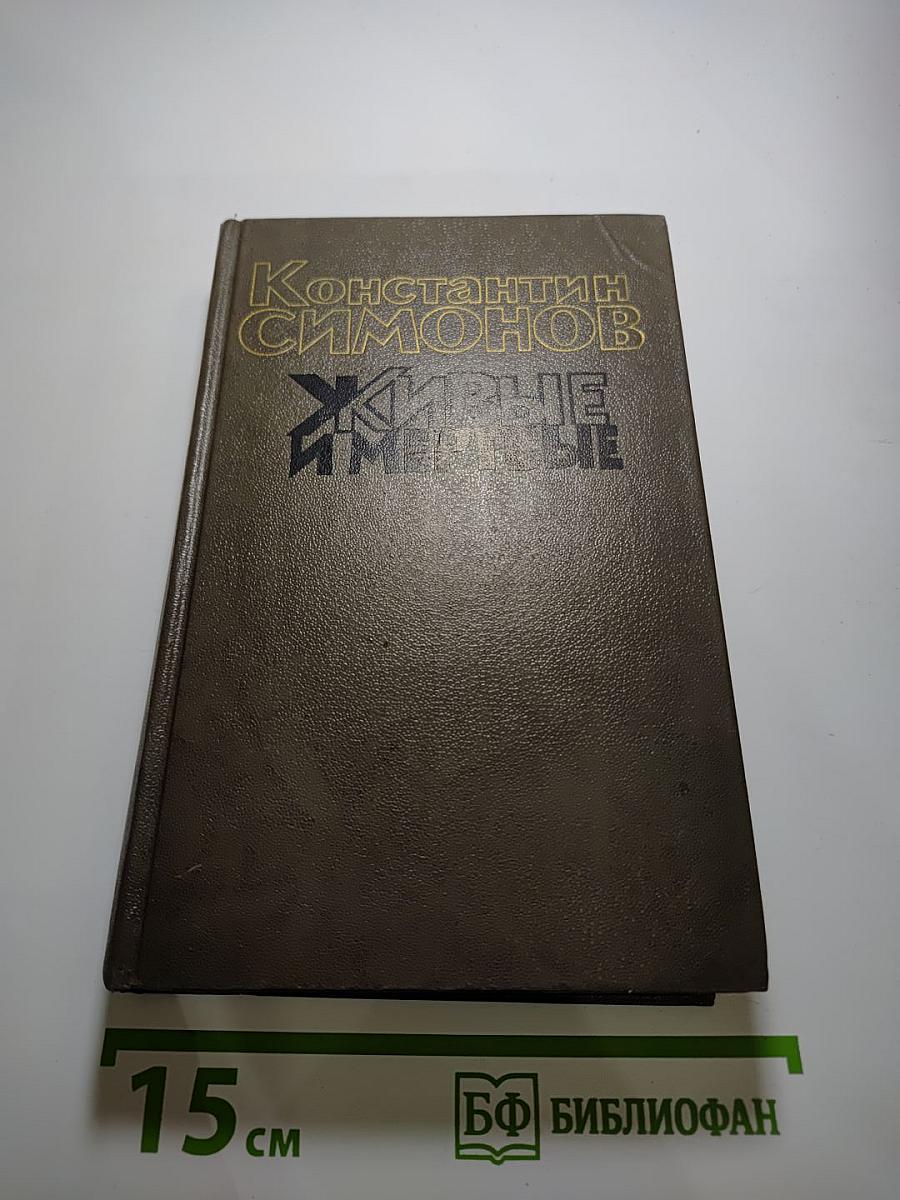 Константин
СИМОНОВ
ЖИВЫЕ
И МЕРТВЫЕ
15 см
БФ БИБЛИОФАН